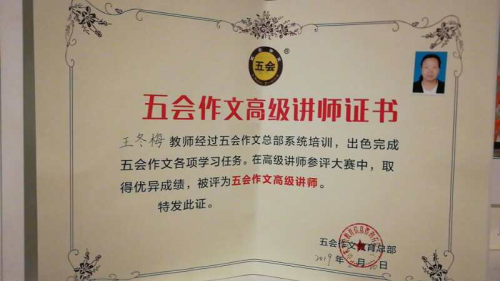 五会
®
五会作文高级讲师证书
王冬梅教师经过五会作文总部系统培训，出色完成
五会作文各项学习任务。在高级讲师参评大赛中，取
得优异成绩，被评为五会作文高级讲师。
特发此证。
五会作文教育总部
2019年 月 日